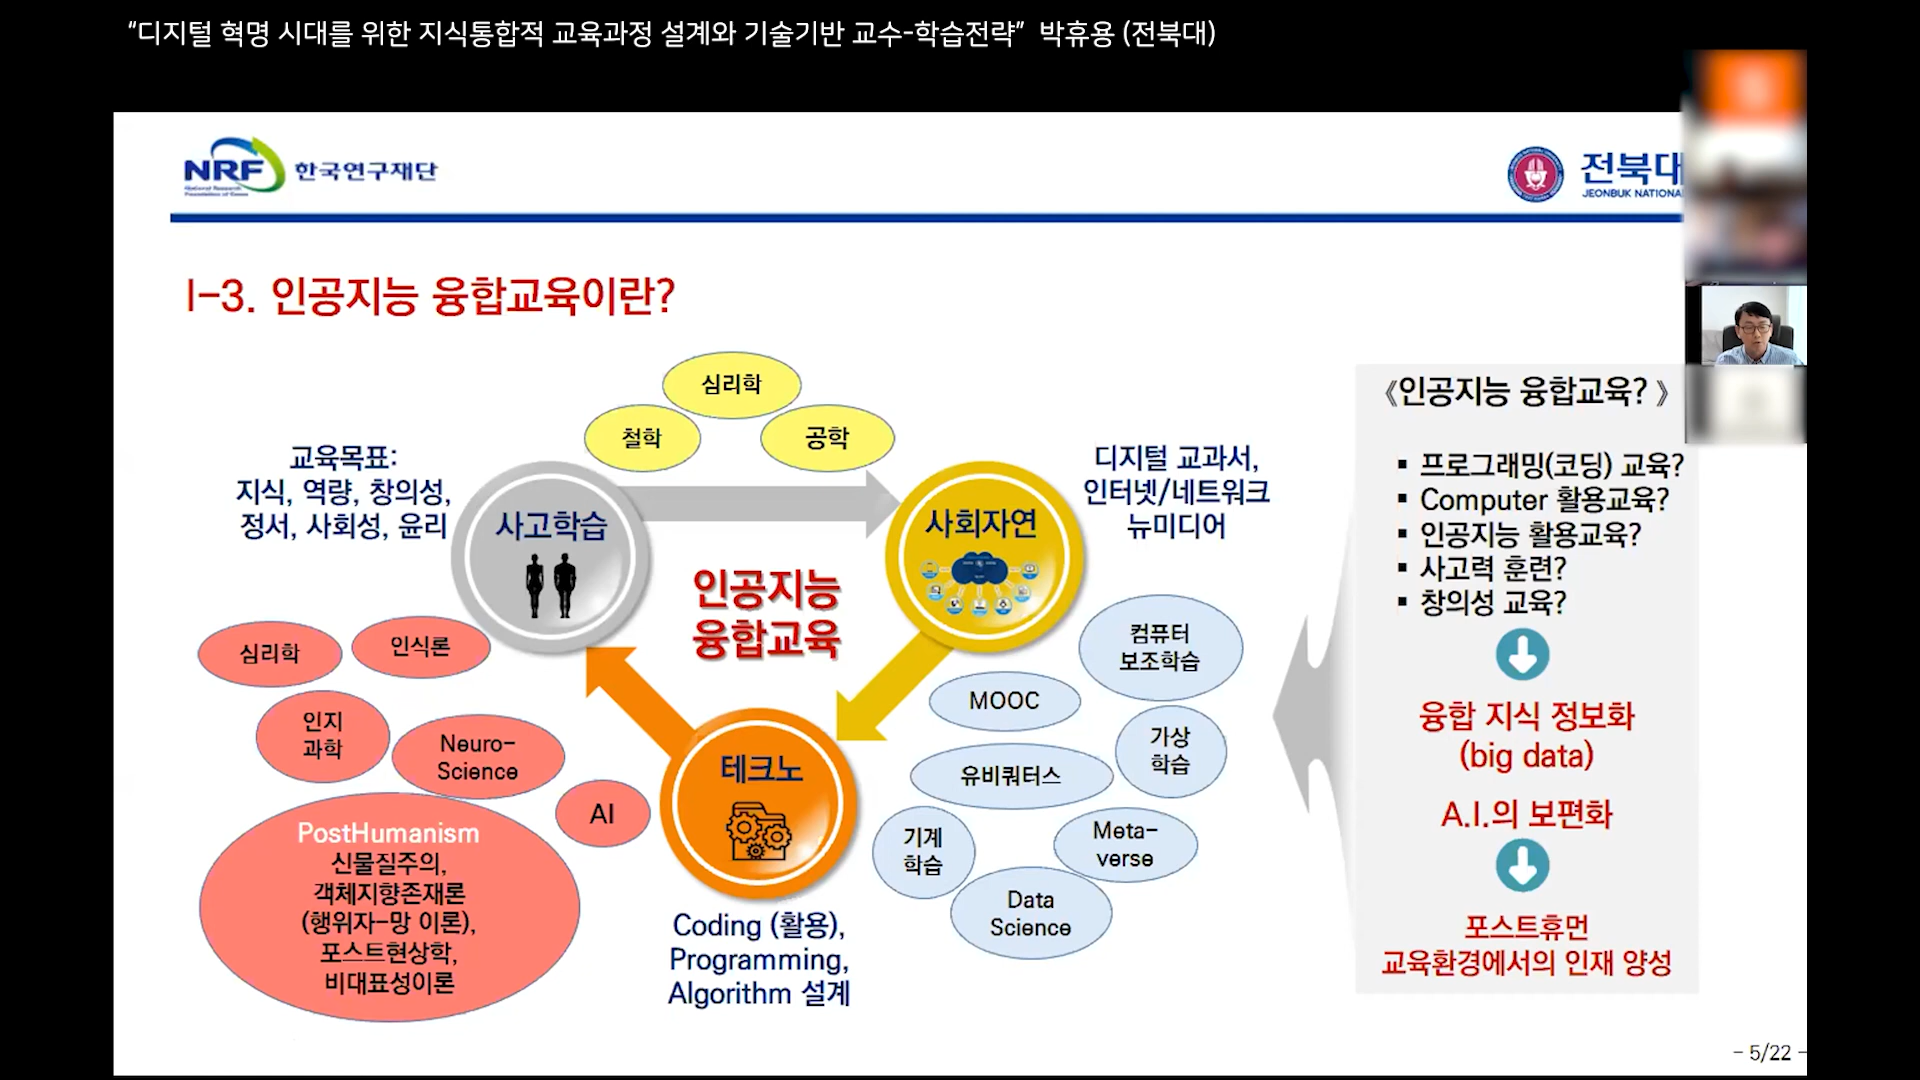 “디지털 혁명 시대를 위한 지식통합적 교육과정 설계와 기술기반 교수-학습전략” 박휴용 (전북대)
NRF 한국연구재단
National Research
Foundation of Korea
전북대
JEONBUK NATIONA
Ⅰ-3. 인공지능 융합교육이란?
심리학
철학
공학
교육목표:
지식, 역량, 창의성,
정서, 사회성, 윤리
사고학습
사회자연
디지털 교과서,
인터넷/네트워크
뉴미디어
인공지능
융합교육
심리학
인식론
인지
과학
Neuro-
Science
AI
PostHumanism
신물질주의,
객체지향존재론
(행위자-망 이론),
포스트현상학,
비대표성이론
테크노
Coding (활용),
Programming,
Algorithm 설계
컴퓨터
보조학습
MOOC
가상
학습
유비쿼터스
기계
학습
Meta-
verse
Data
Science
《인공지능 융합교육? 》
▪ 프로그래밍(코딩) 교육?
▪ Computer 활용교육?
▪ 인공지능 활용교육?
▪ 사고력 훈련?
▪ 창의성 교육?
융합 지식 정보화
(big data)
A.I.의 보편화
포스트휴먼
교육환경에서의 인재 양성
- 5/22 -